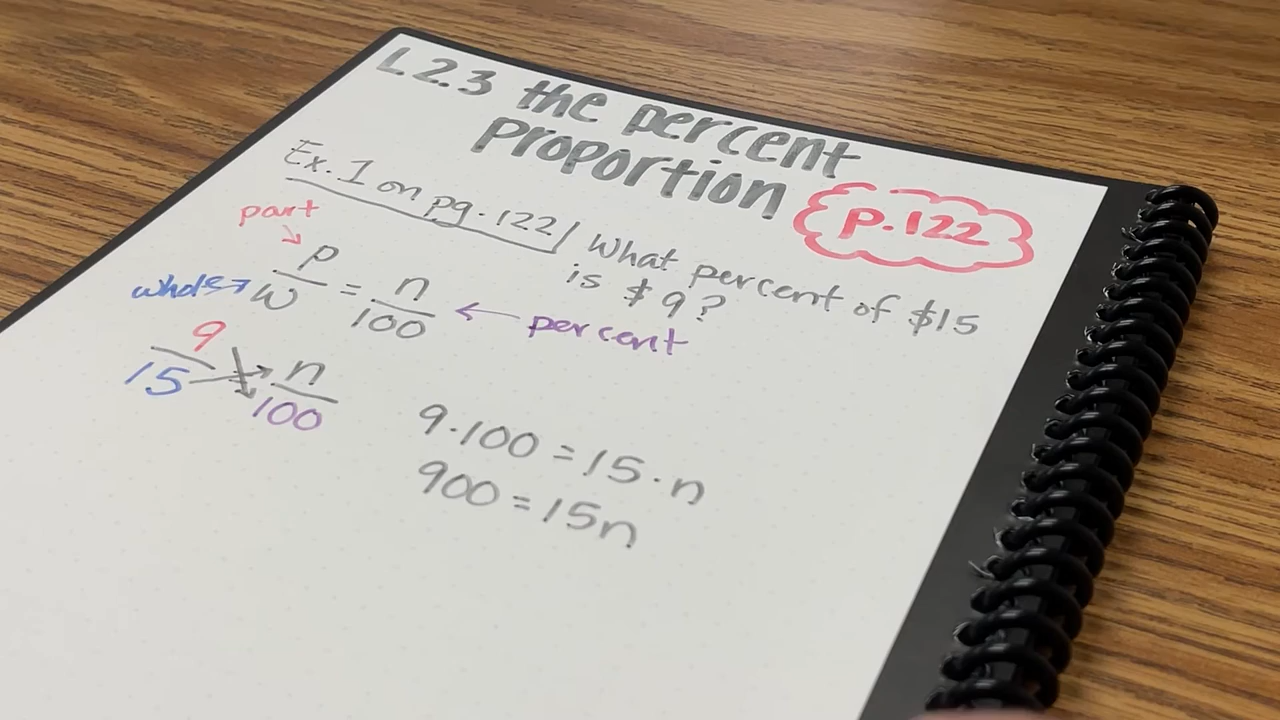 L 2.3 the percent
proportion
p.122
Ex. 1 on pg. 122/ What percent of $15
is $9?
part
p
whole
w
=
n
100
percent
9
15
n
100
9·100 = 15·n
900 = 15n